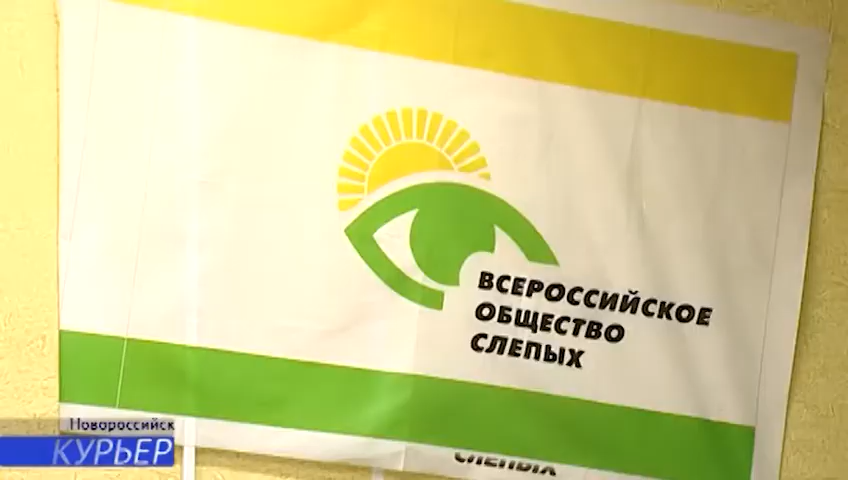 ВСЕРОССИЙСКОЕ
ОБЩЕСТВО
СЛЕПЫХ
СЛЕПЫХ
Новороссийск
КУРЬЕР